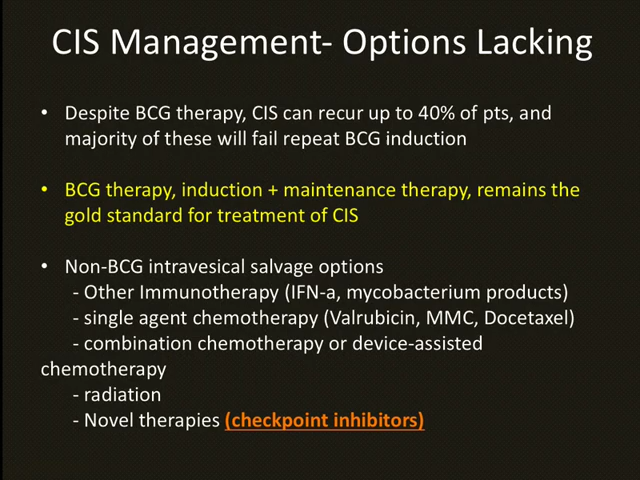 CIS Management- Options Lacking
• Despite BCG therapy, CIS can recur up to 40% of pts, and
majority of these will fail repeat BCG induction
• BCG therapy, induction + maintenance therapy, remains the
gold standard for treatment of CIS
• Non-BCG intravesical salvage options
- Other Immunotherapy (IFN-a, mycobacterium products)
- single agent chemotherapy (Valrubicin, MMC, Docetaxel)
- combination chemotherapy or device-assisted
chemotherapy
- radiation
- Novel therapies (checkpoint inhibitors)